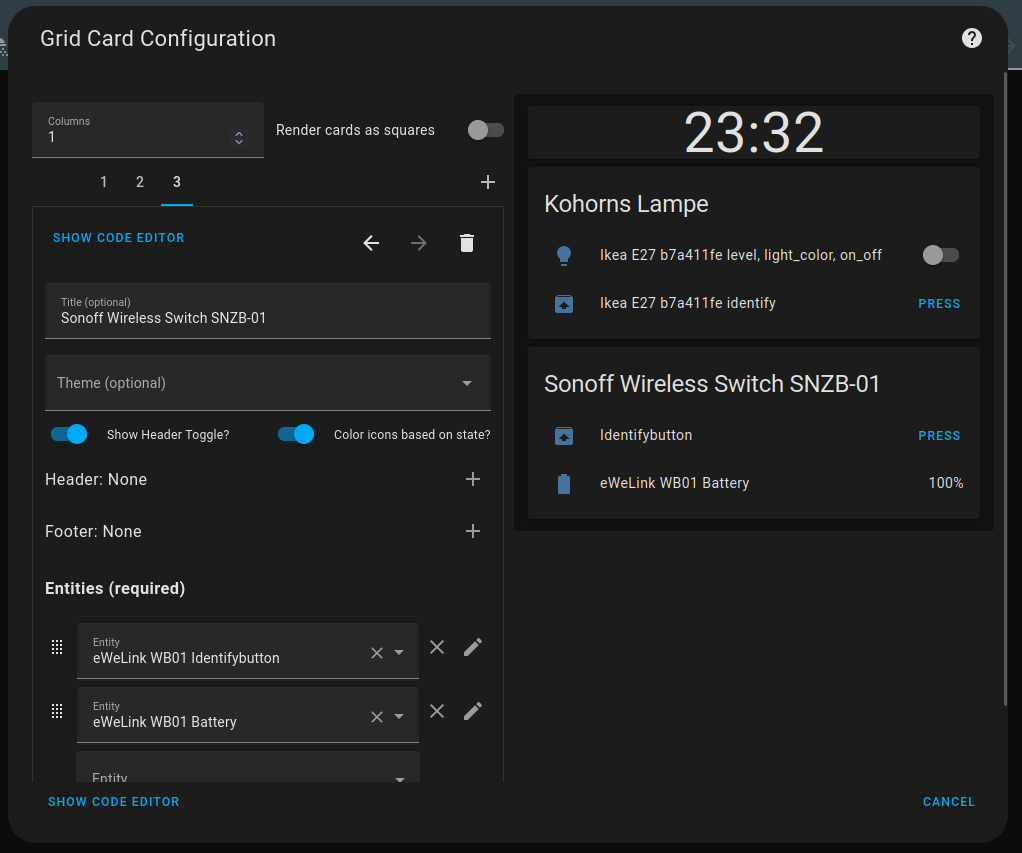 Grid Card Configuration
?
Columns
1
Render cards as squares
1 2 3
SHOW CODE EDITOR
Title (optional)
Sonoff Wireless Switch SNZB-01
Theme (optional)
Show Header Toggle?
Color icons based on state?
Header: None
Footer: None
Entities (required)
Entity
eWeLink WB01 Identifybutton
Entity
eWeLink WB01 Battery
Entity
23:32
Kohorns Lampe
Ikea E27 b7a411fe level, light_color, on_off
Ikea E27 b7a411fe identify
PRESS
Sonoff Wireless Switch SNZB-01
Identifybutton
PRESS
eWeLink WB01 Battery
100%
SHOW CODE EDITOR
CANCEL